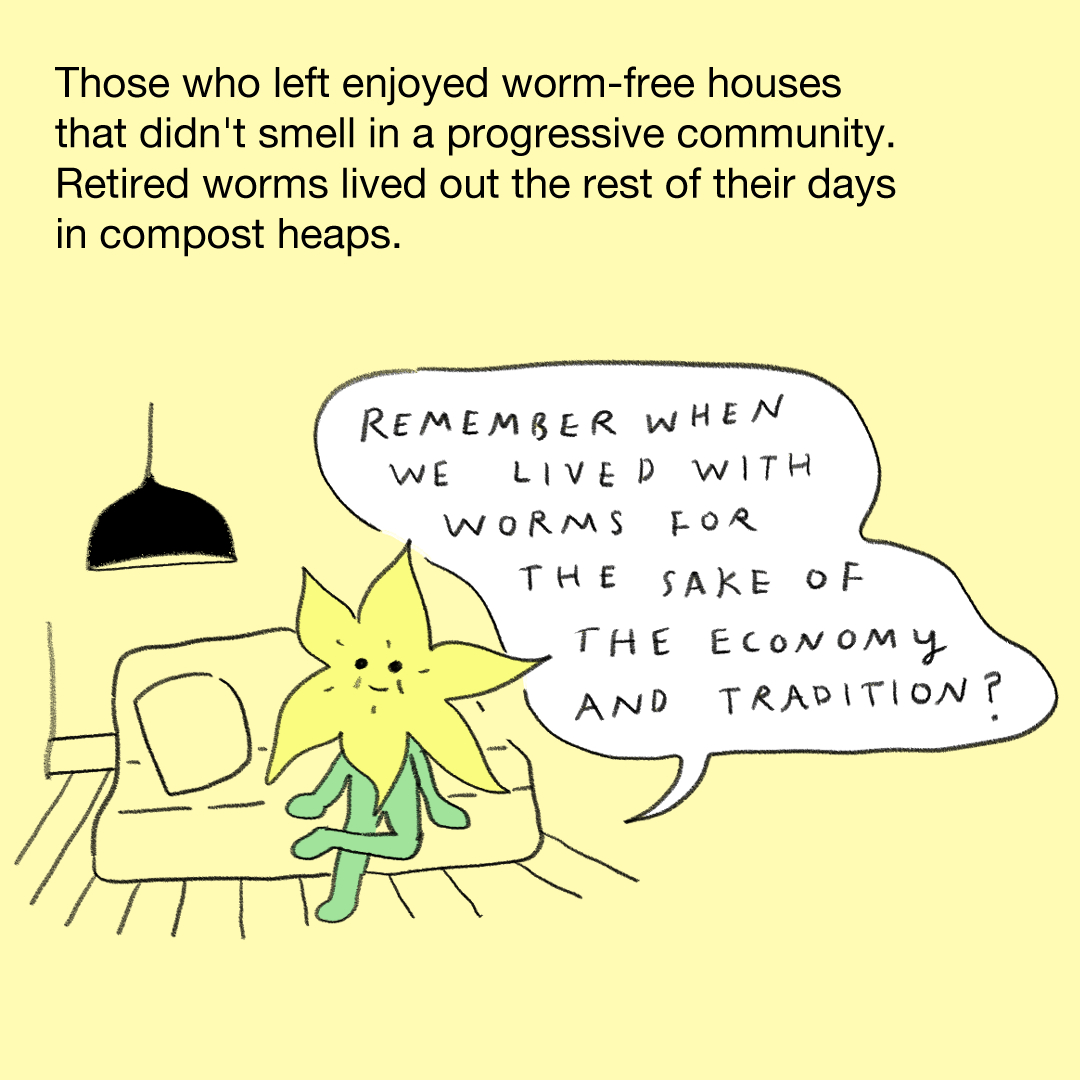 Those who left enjoyed worm-free houses
that didn't smell in a progressive community.
Retired worms lived out the rest of their days
in compost heaps.
REMEMBER WHEN
WE LIVED WITH
WORMS FOR
THE SAKE OF
THE ECONOMY
AND TRADITION?